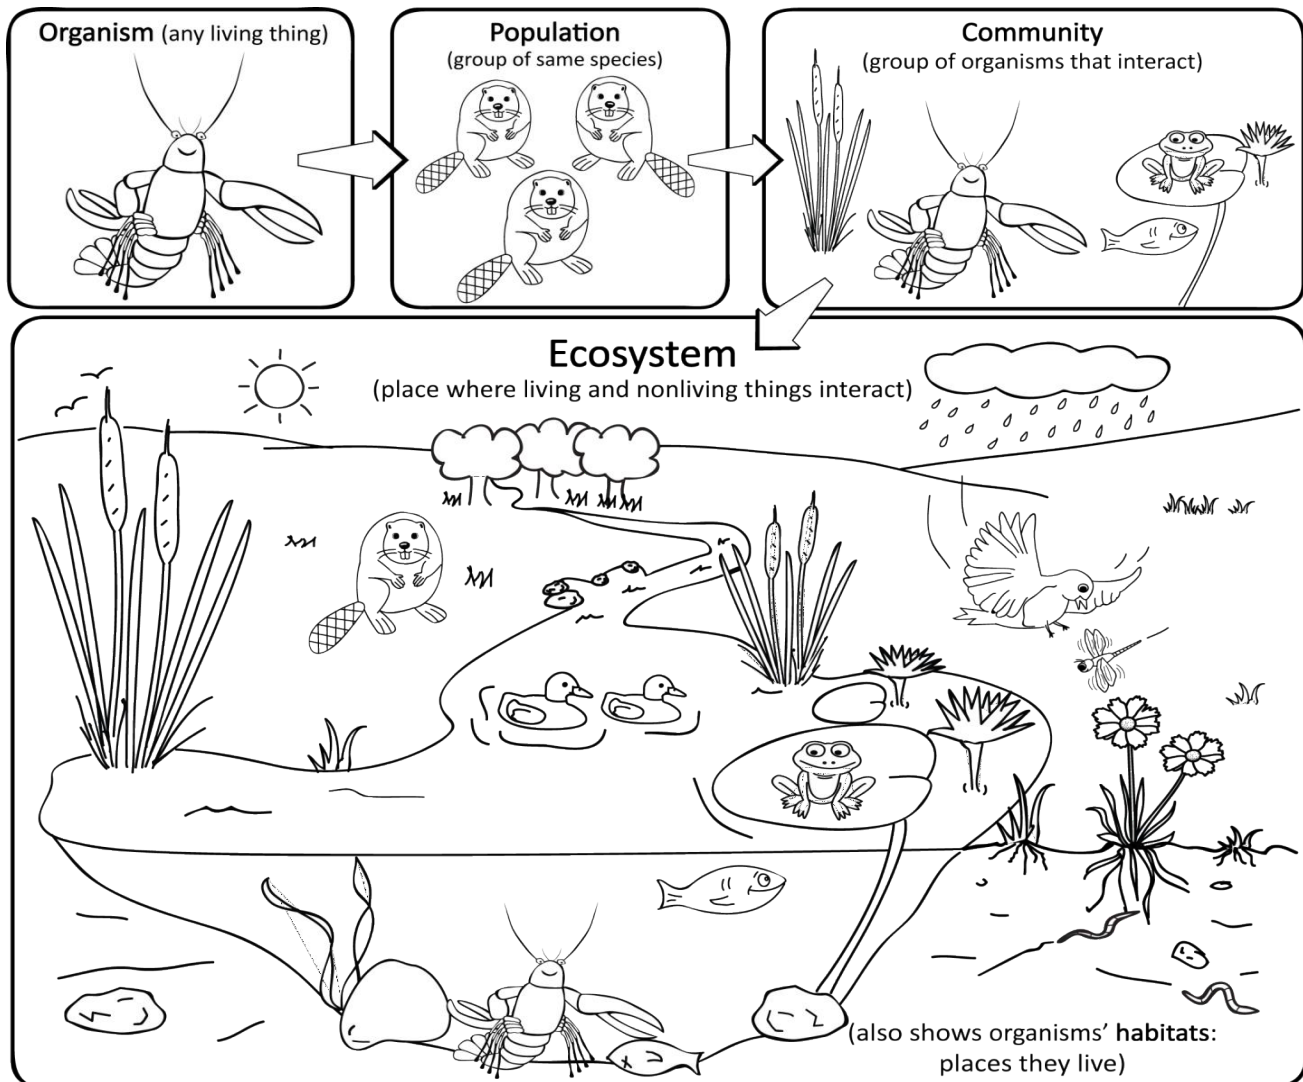 Organism (any living thing)
Population
(group of same species)
Community
(group of organisms that interact)
Ecosystem
(place where living and nonliving things interact)
(also shows organisms’ habitats:
places they live)